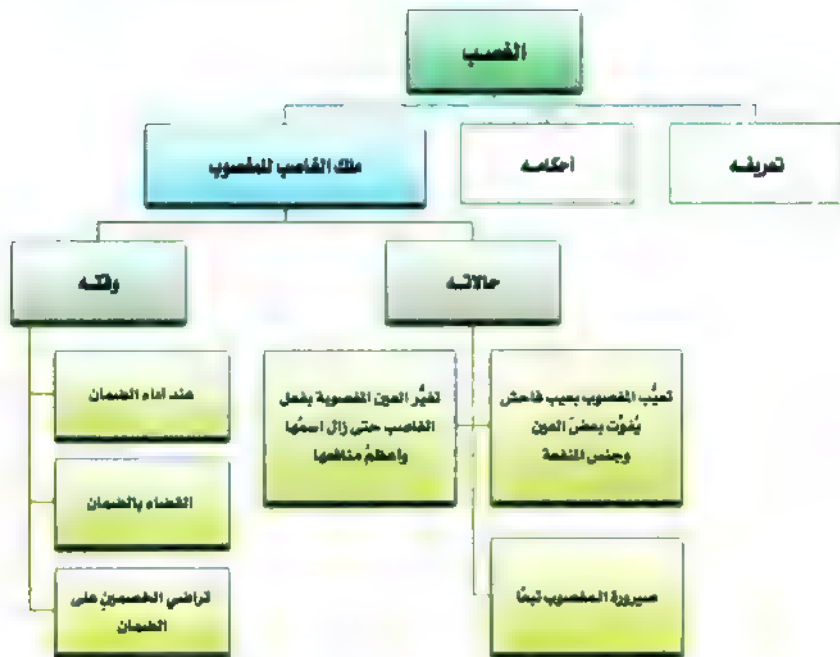 الغصب
تعريفه
أحكامه
ملك الغاصب للمغصوب
حالاته
وقته
تعيُّب المغصوب بعيب فاحش
يُفوِّت بعضَ العين
وجنس المنفعة
تغيُّر العين المغصوبة بفعل
الغاصب حتى زال اسمُها
وأعظمُ منافعها
صيرورة المغصوب تبعًا
عند أداء الضمان
القضاء بالضمان
تراضي الخصمينِ على
الضمان